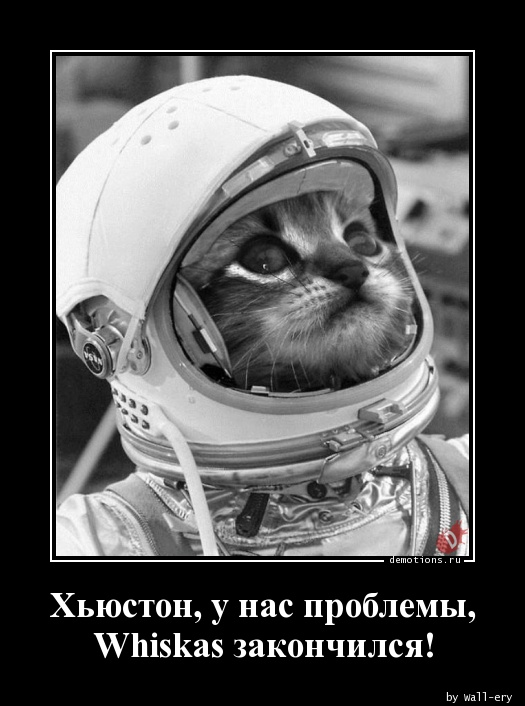 demotions.ru
Хьюстон, у нас проблемы,
Whiskas закончился!
by Wall-ery